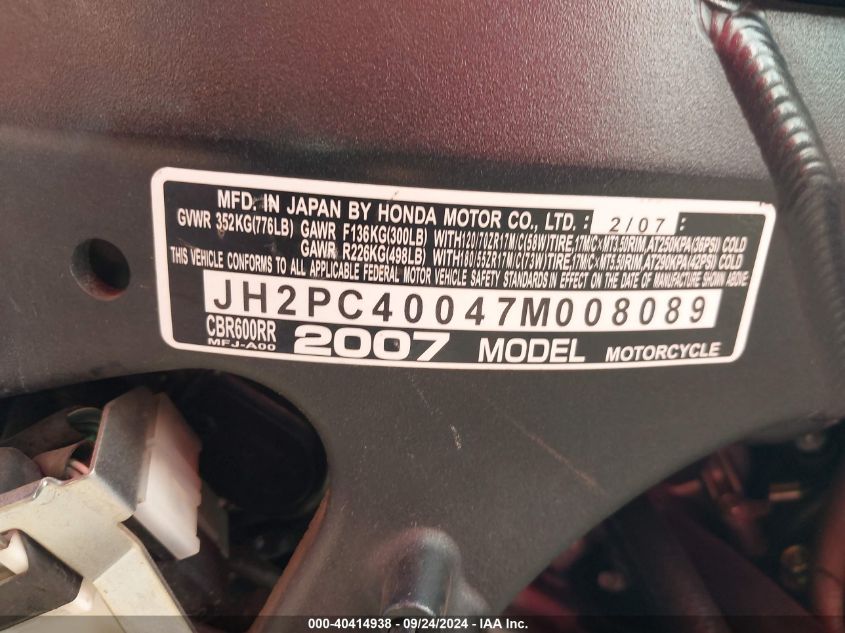 MFD. IN JAPAN BY HONDA MOTOR CO., LTD. : 2/07 :
GVWR 352KG(776LB) GAWR F136KG(300LB) WITH120/70ZR17M/C(58W)TIRE,17M/C×MT3.50RIM,AT250KPA(36PSI) COLD
GAWR R226KG(498LB) WITH180/55ZR17M/C(73W)TIRE,17M/C×MT5.50RIM,AT290KPA(42PSI) COLD
THIS VEHICLE CONFORMS TO ALL APPLICABLE FEDERAL MOTOR VEHICLE SAFETY STANDARDS IN EFFECT ON THE DATE OF MANUFACTURE SHOWN ABOVE.
JH2PC40047M008089
CBR600RR
MFJ-A00
2007 MODEL MOTORCYCLE
000-40414938 - 09/24/2024 - IAA Inc.